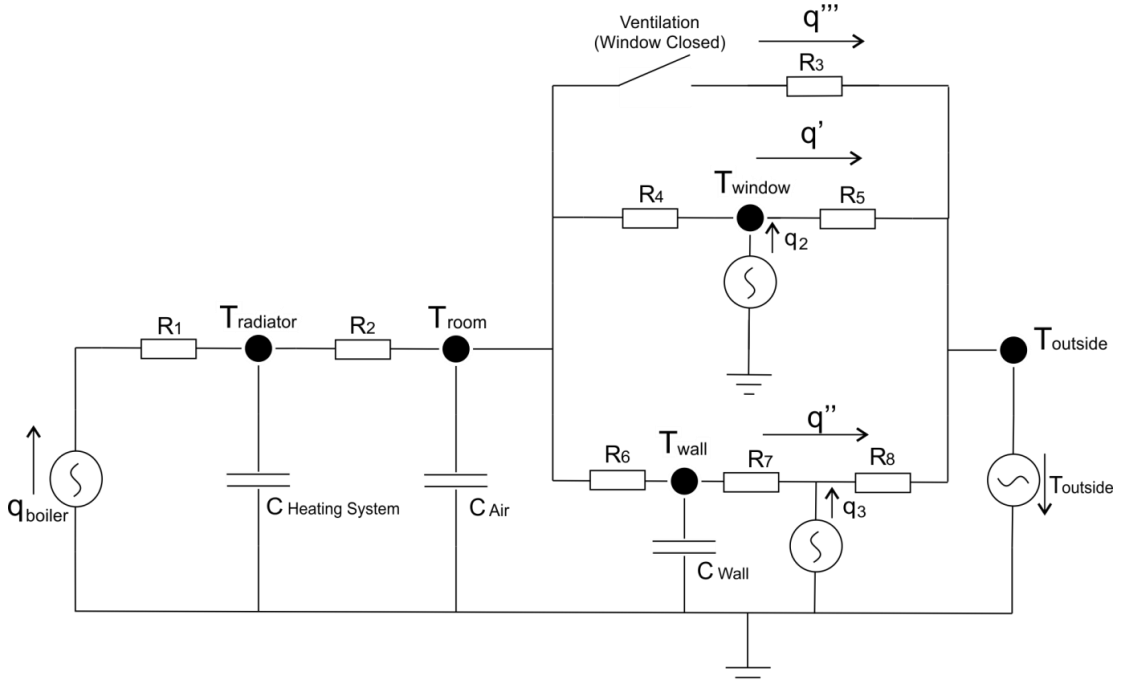 Ventilation
(Window Closed)
q'''
R3
q'
Twindow
R4
R5
q2
R1
Tradiator
R2
Troom
Toutside
q''
R6
Twall
R7
R8
qboiler
C Heating System
C Air
q3
Toutside
C Wall